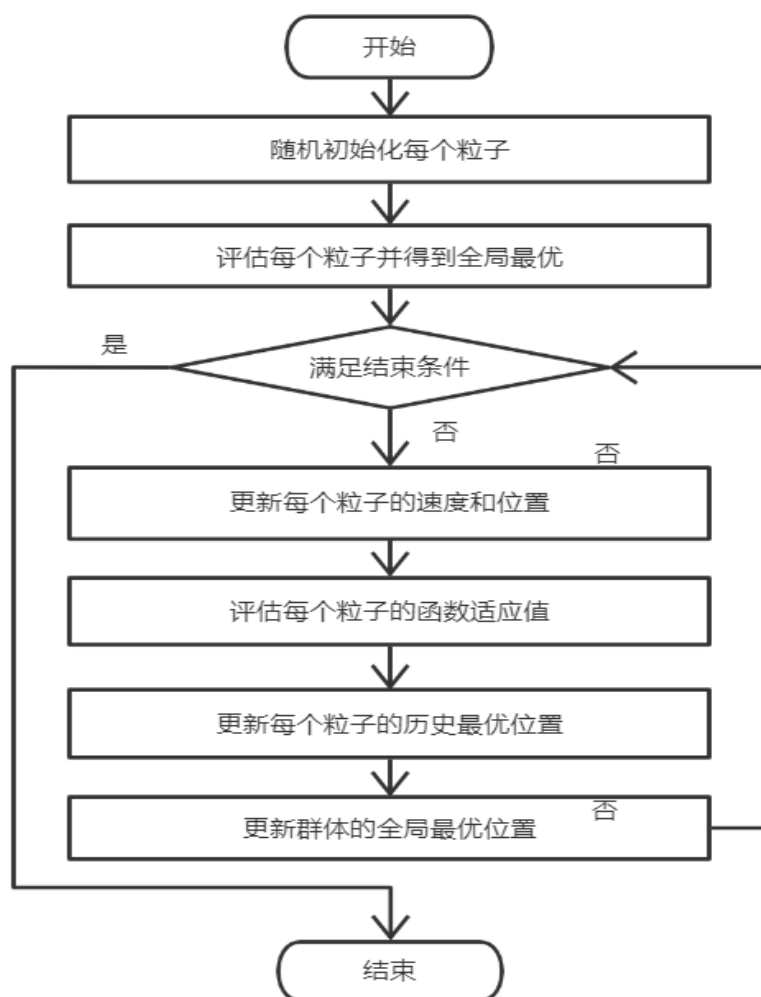 开始
随机初始化每个粒子
评估每个粒子并得到全局最优
是
满足结束条件
否
否
更新每个粒子的速度和位置
评估每个粒子的函数适应值
更新每个粒子的历史最优位置
否
更新群体的全局最优位置
结束